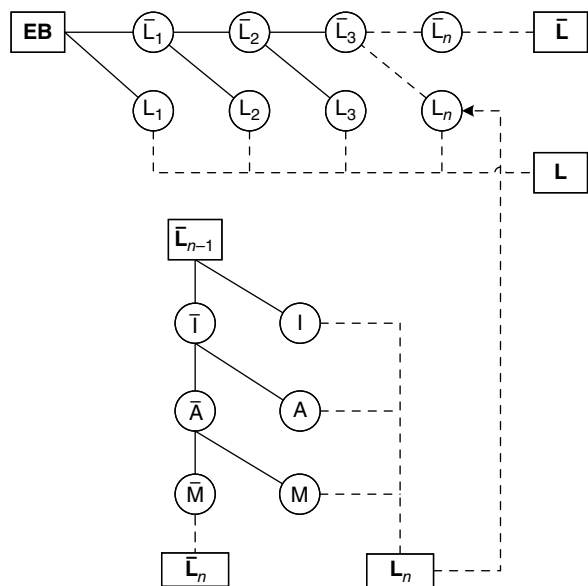 EB L̄₁ L̄₂ L̄₃ L̄ₙ L̄
L₁ L₂ L₃ Lₙ
L
L̄ₙ₋₁
Ī I
Ā A
M̄ M
L̄ₙ Lₙ